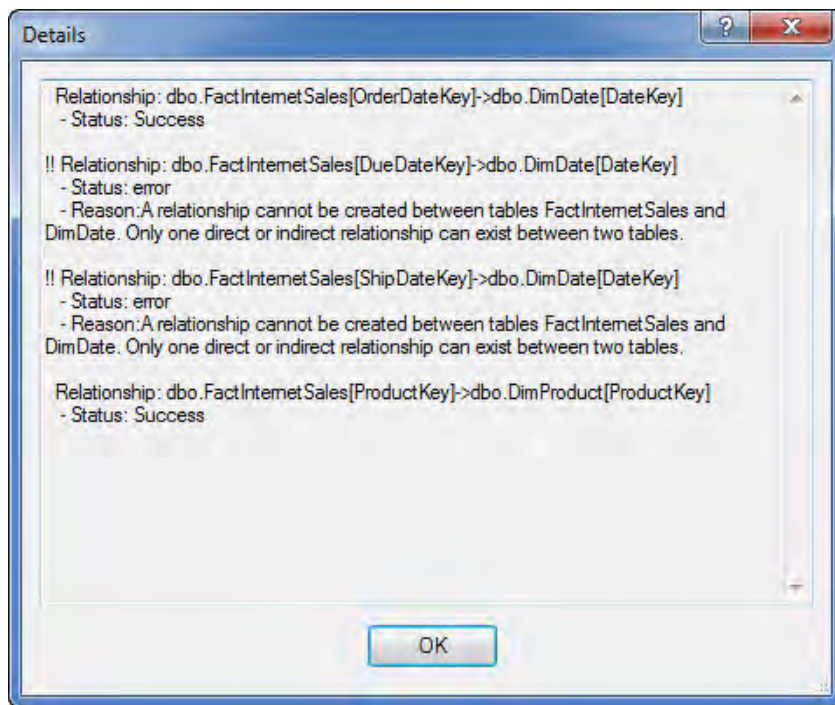 Details
?
X
Relationship: dbo.FactInternetSales[OrderDateKey]->dbo.DimDate[DateKey]
- Status: Success
!! Relationship: dbo.FactInternetSales[DueDateKey]->dbo.DimDate[DateKey]
- Status: error
- Reason:A relationship cannot be created between tables FactInternetSales and
DimDate. Only one direct or indirect relationship can exist between two tables.
!! Relationship: dbo.FactInternetSales[ShipDateKey]->dbo.DimDate[DateKey]
- Status: error
- Reason:A relationship cannot be created between tables FactInternetSales and
DimDate. Only one direct or indirect relationship can exist between two tables.
Relationship: dbo.FactInternetSales[ProductKey]->dbo.DimProduct[ProductKey]
- Status: Success
OK